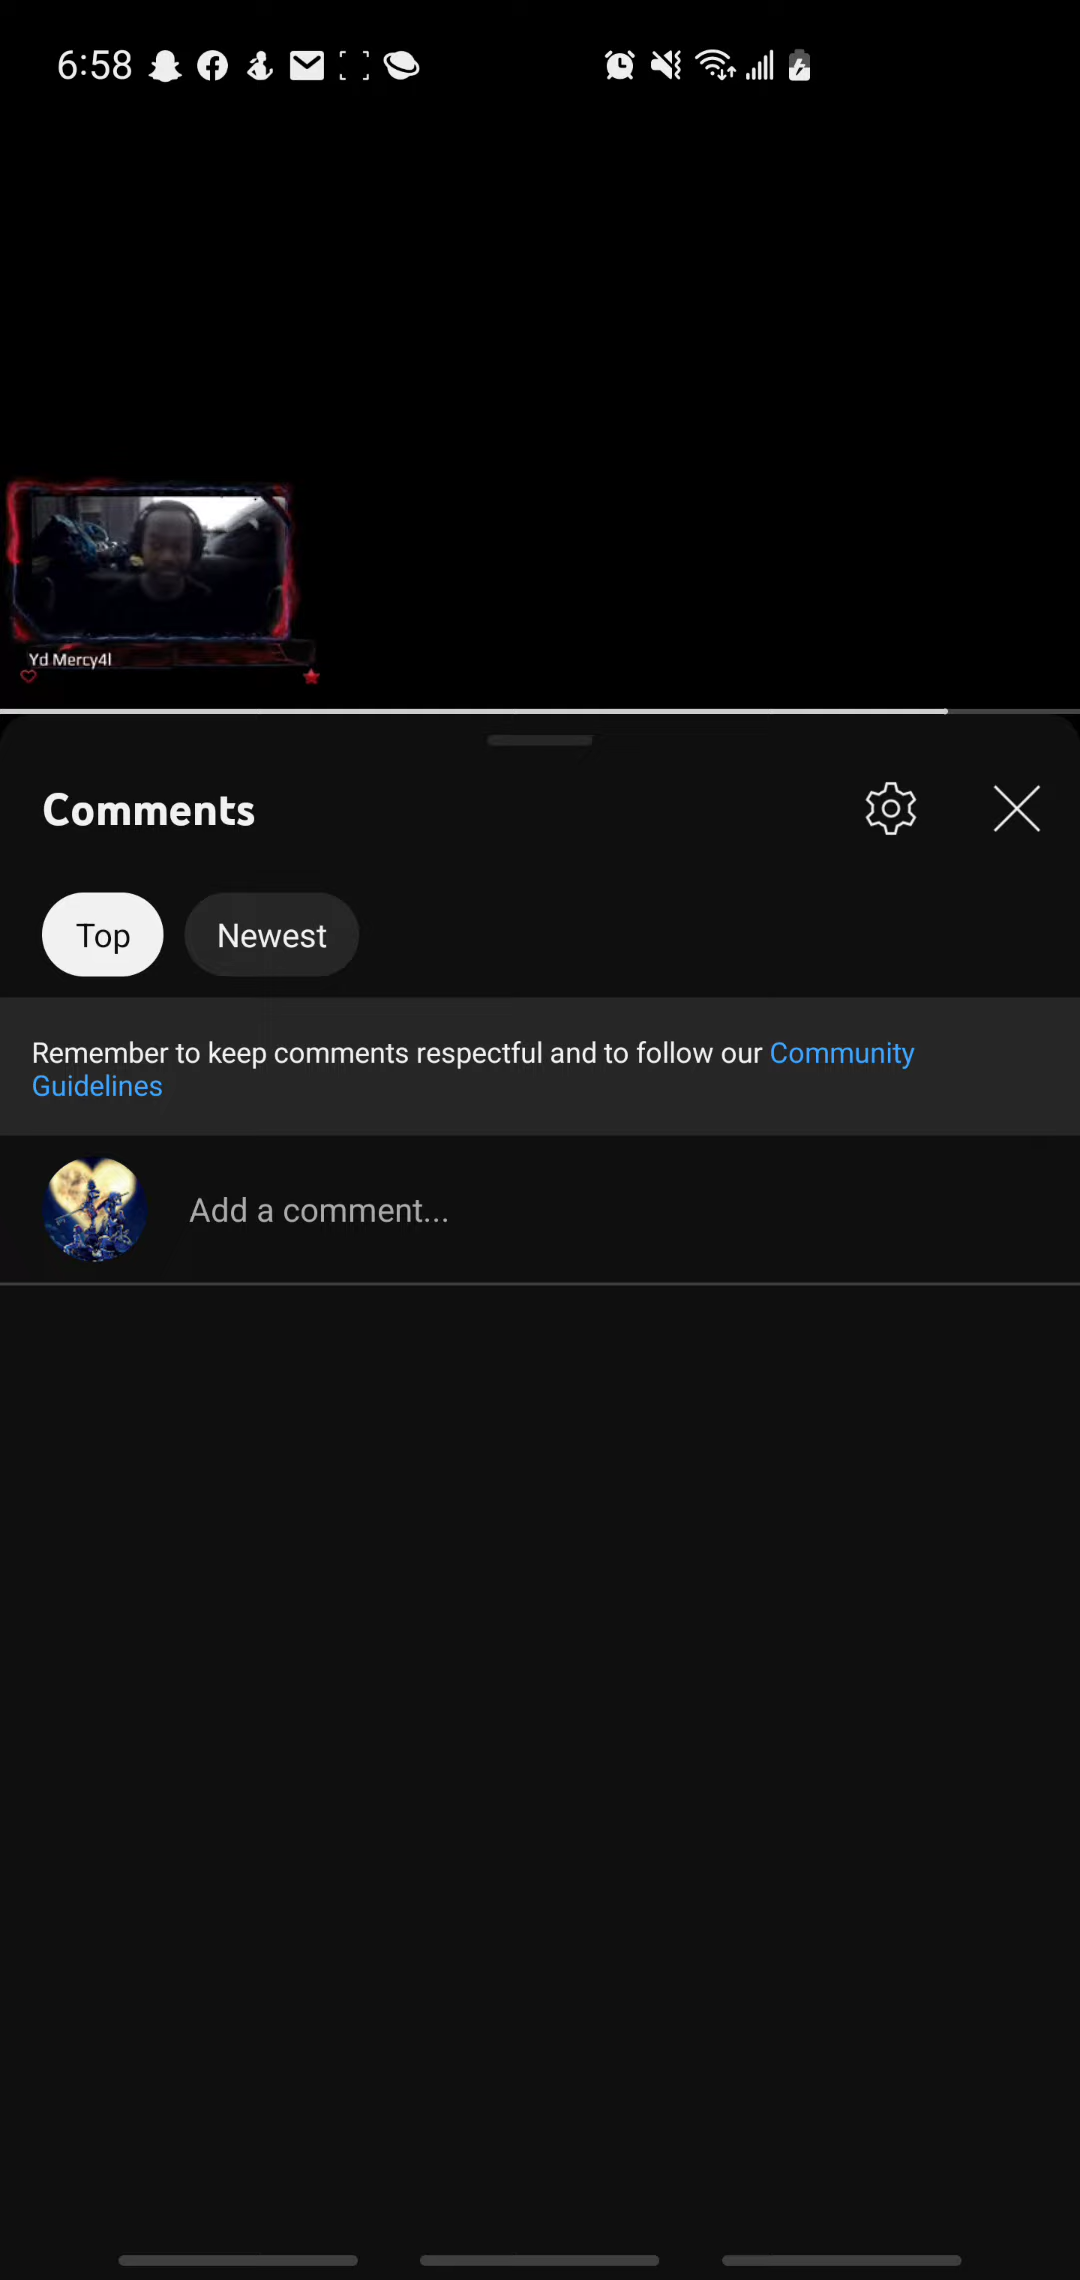 6:58
Yd Mercy4l
Comments
Top
Newest
Remember to keep comments respectful and to follow our Community
Guidelines
Add a comment...